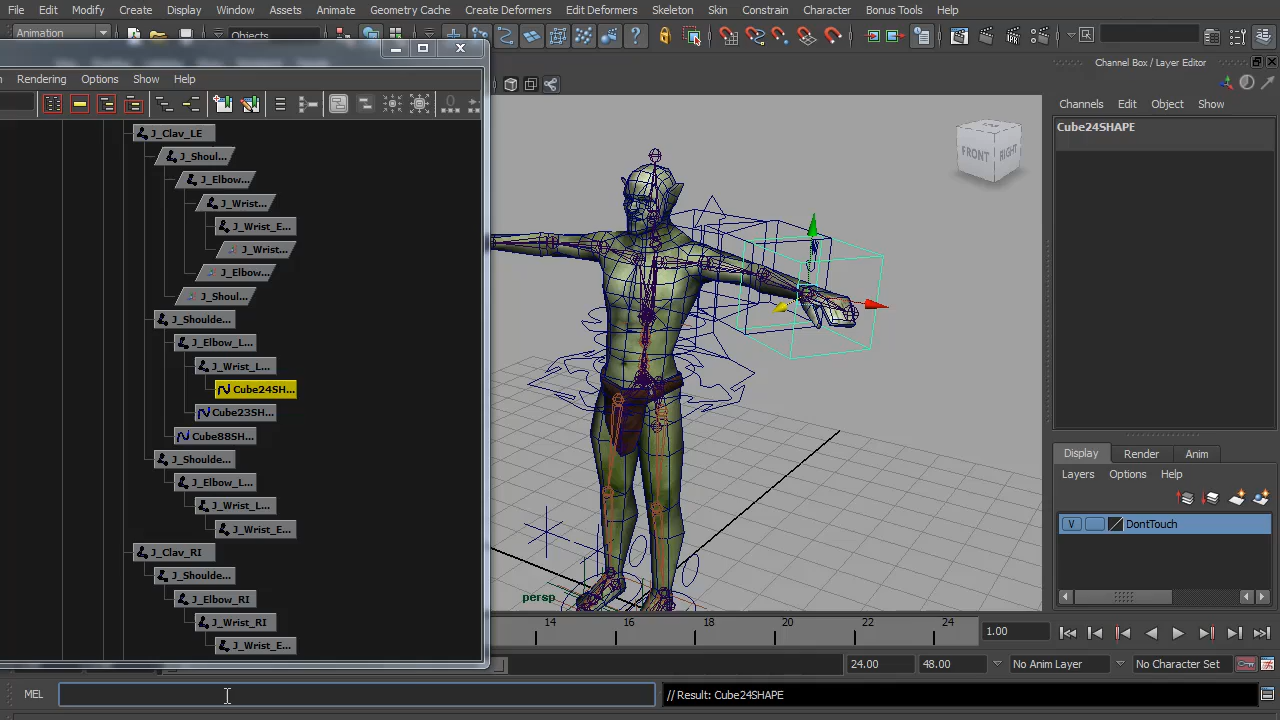 File Edit Modify Create Display Window Assets Animate Geometry Cache Create Deformers Edit Deformers Skeleton Skin Constrain Character Bonus Tools Help
Animation
Objects
Channel Box / Layer Editor
Rendering Options Show Help
Channels Edit Object Show
Cube24SHAPE
J_Clav_LE
J_Shoul...
J_Elbow...
J_Wrist...
J_Wrist_E...
J_Wrist...
J_Elbow...
J_Shoul...
J_Shoulde...
J_Elbow_L...
J_Wrist_L...
Cube24SH...
Cube23SH...
Cube88SH...
J_Shoulde...
J_Elbow_L...
J_Wrist_L...
J_Wrist_E...
J_Clav_RI
J_Shoulde...
J_Elbow_RI
J_Wrist_RI
J_Wrist_E...
FRONT RIGHT
persp
Display Render Anim
Layers Options Help
V DontTouch
14 16 18 20 22 24
1.00
24.00 48.00 No Anim Layer No Character Set
MEL // Result: Cube24SHAPE